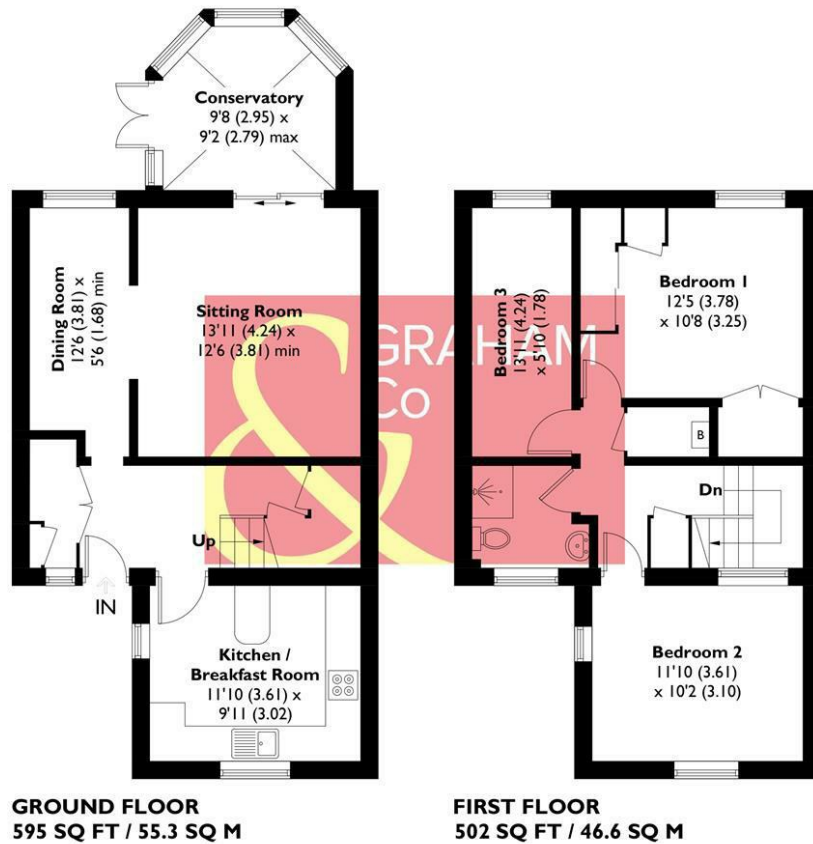 Conservatory
9'8 (2.95) x
9'2 (2.79) max
Dining Room
12'6 (3.81) x
5'6 (1.68) min
Sitting Room
13'11 (4.24) x
12'6 (3.81) min
Up
IN
Kitchen /
Breakfast Room
11'10 (3.61) x
9'11 (3.02)
GROUND FLOOR
595 SQ FT / 55.3 SQ M
Bedroom 3
13'11 (4.24)
x 5'10 (1.78)
Bedroom 1
12'5 (3.78)
x 10'8 (3.25)
B
Dn
Bedroom 2
11'10 (3.61)
x 10'2 (3.10)
FIRST FLOOR
502 SQ FT / 46.6 SQ M
&
GRAHAM
Co